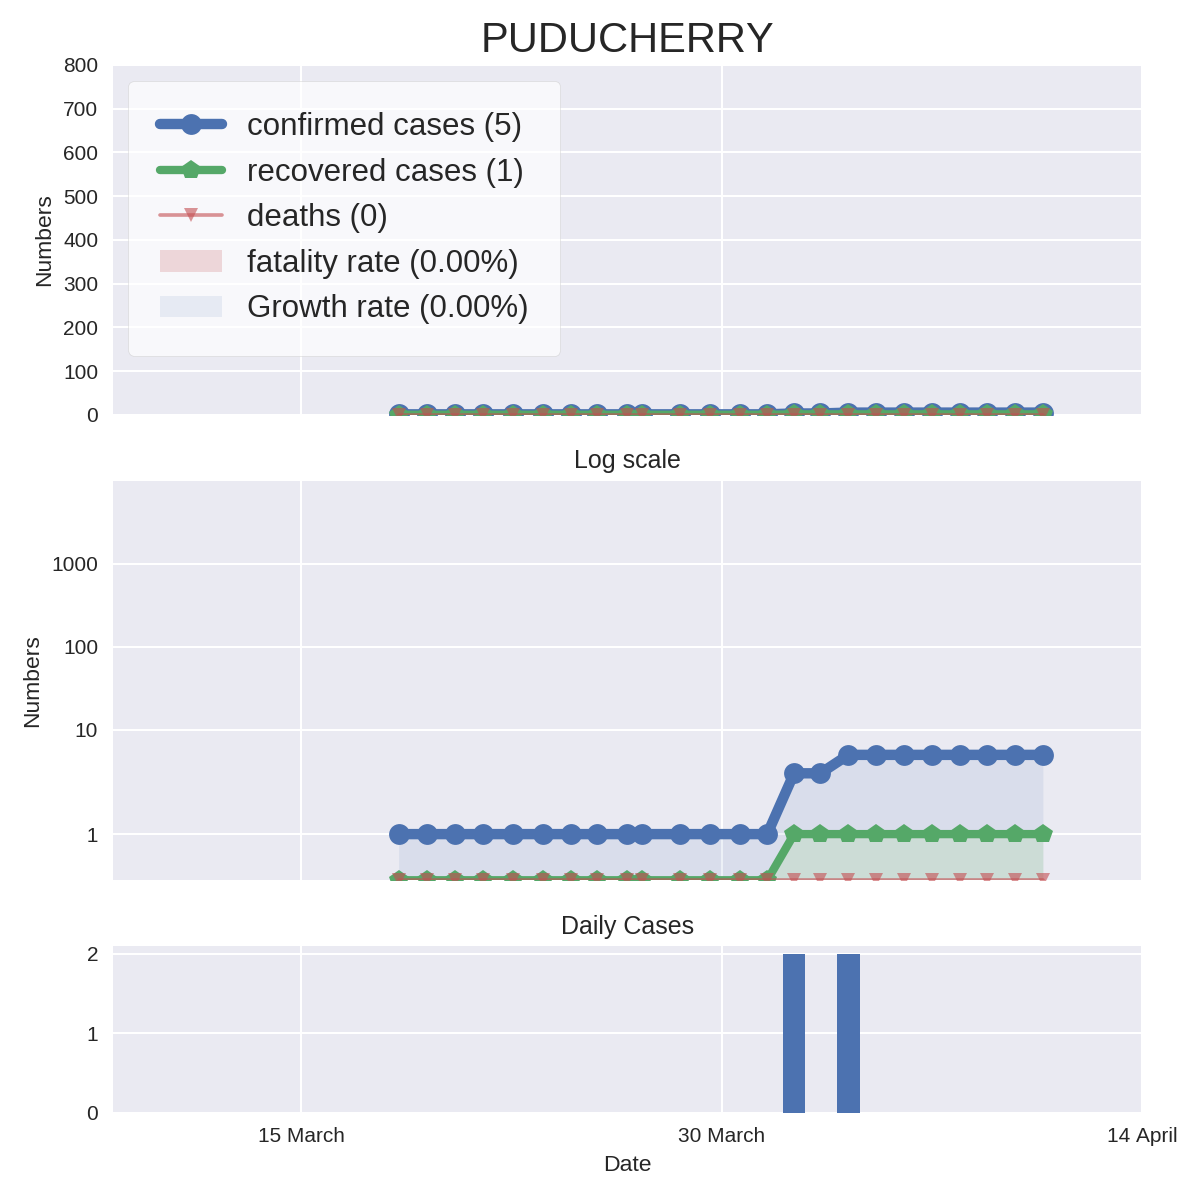 PUDUCHERRY
800
700
600
500
400
300
200
100
0
Numbers
confirmed cases (5)
recovered cases (1)
deaths (0)
fatality rate (0.00%)
Growth rate (0.00%)
Log scale
1000
100
10
1
Numbers
Daily Cases
2
1
0
15 March
30 March
14 April
Date